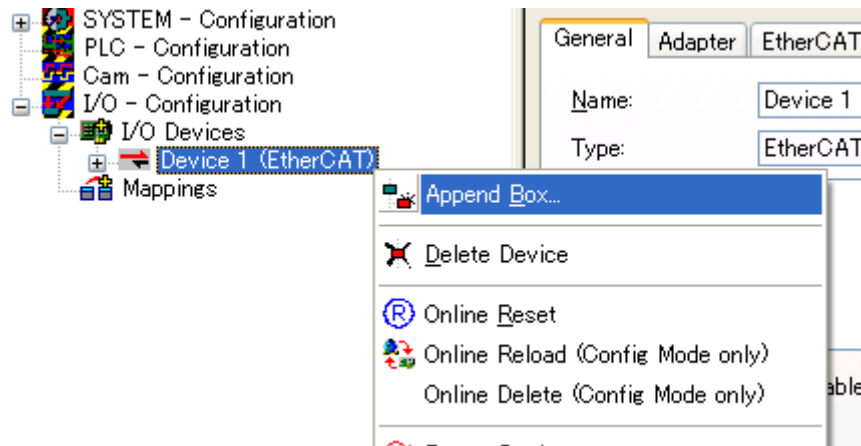 SYSTEM - Configuration
PLC - Configuration
Cam - Configuration
I/O - Configuration
I/O Devices
Device 1 (EtherCAT)
Mappings
General
Adapter
EtherCAT
Name:
Device 1
Type:
EtherCAT
Append Box...
Delete Device
R
Online Reset
Online Reload (Config Mode only)
Online Delete (Config Mode only)
able